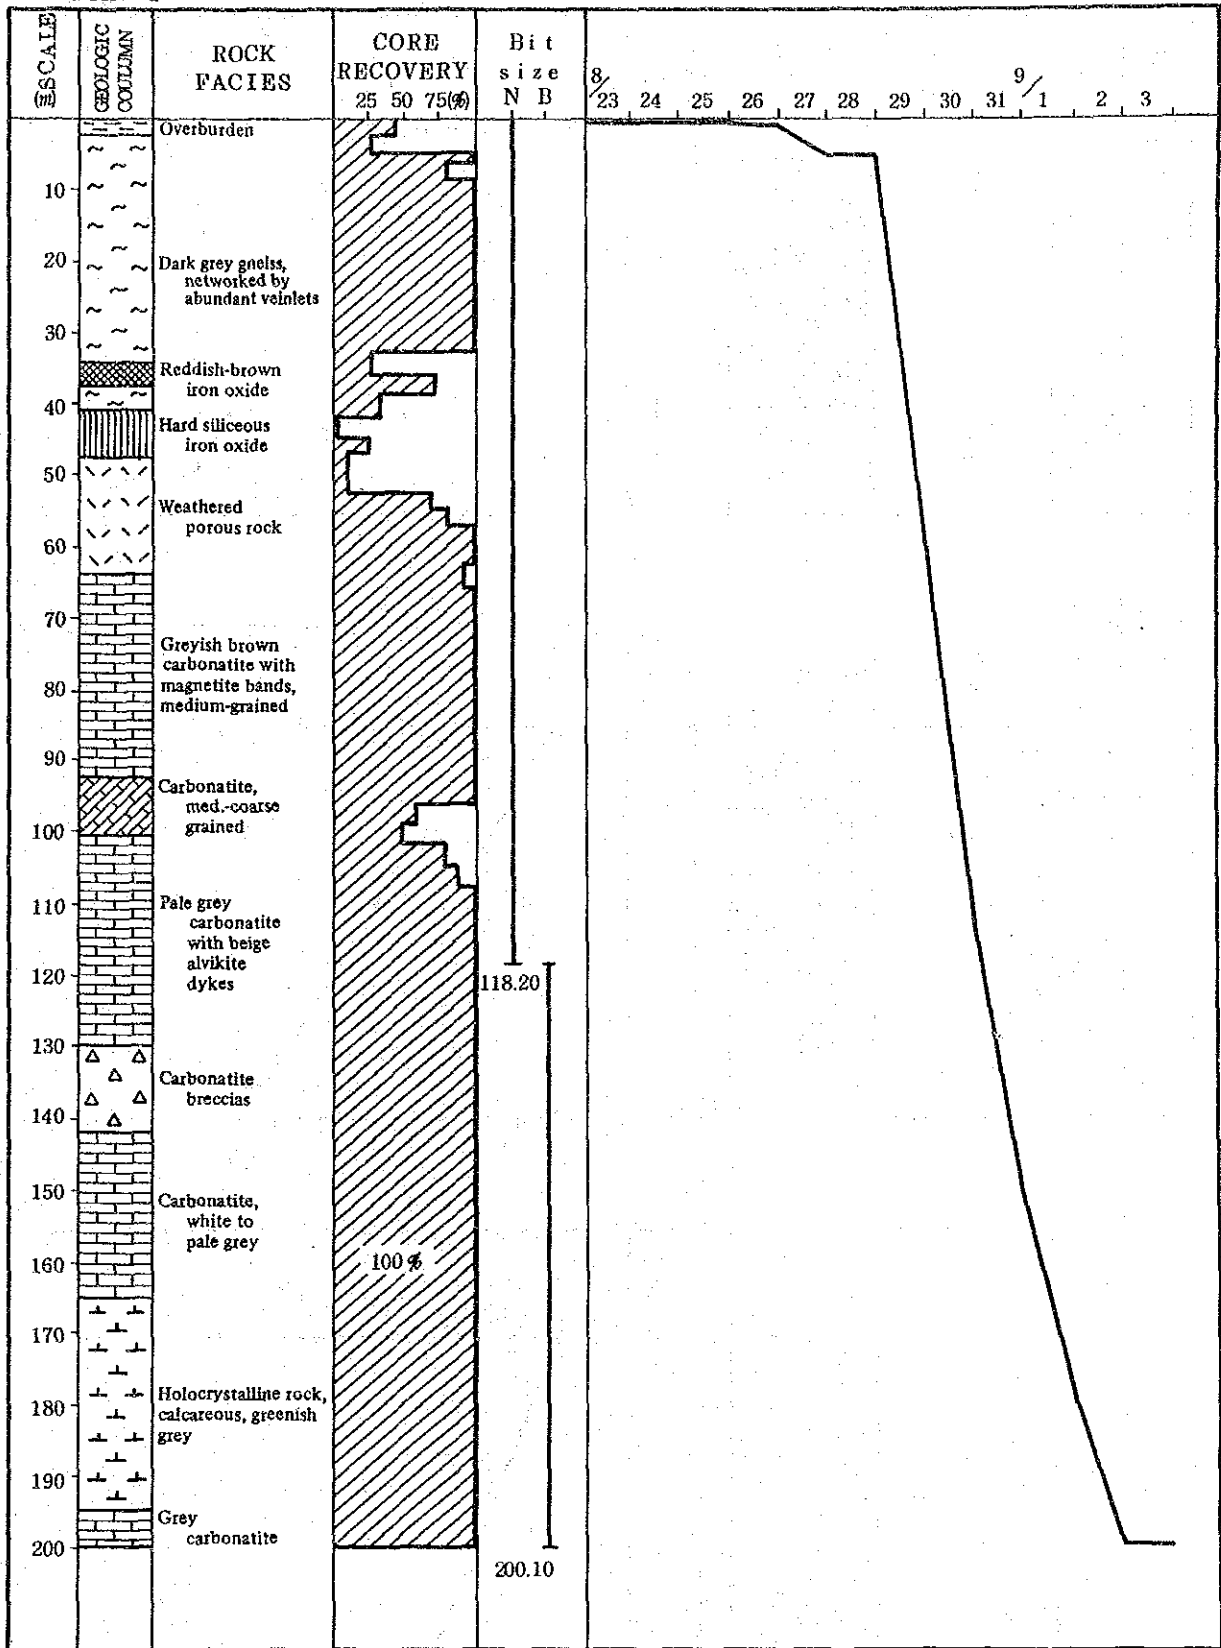 (m)SCALE
GEOLOGIC
COULUMN
ROCK
FACIES
CORE
RECOVERY
25 50 75(%)
Bit
size
N B
8/
23 24 25 26 27 28 29 30 31 9/ 1 2 3
Overburden
10
20
Dark grey gneiss,
networked by
abundant veinlets
30
Reddish-brown
iron oxide
40
Hard siliceous
iron oxide
50
Weathered
porous rock
60
70
Greyish brown
carbonatite with
magnetite bands,
medium-grained
80
90
Carbonatite,
med.-coarse
grained
100
110
Pale grey
carbonatite
with beige
alvikite
dykes
120
118.20
130
Carbonatite
breccias
140
150
Carbonatite,
white to
pale grey
160
100%
170
180
Holocrystalline rock,
calcareous, greenish
grey
190
Grey
carbonatite
200
200.10